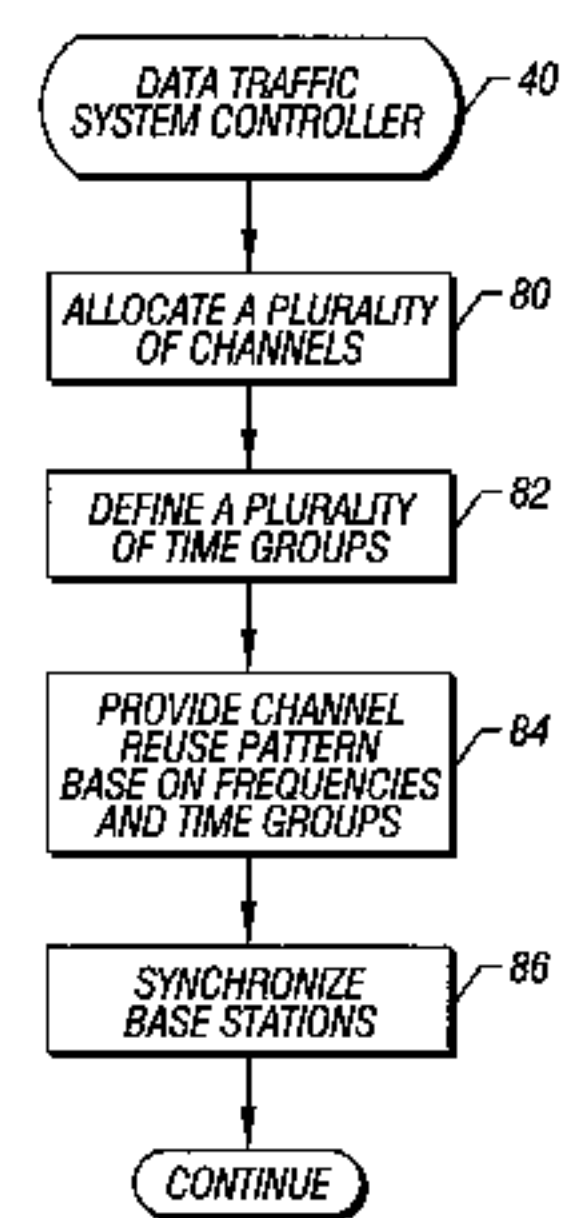 DATA TRAFFIC
SYSTEM CONTROLLER
40
ALLOCATE A PLURALITY
OF CHANNELS
80
DEFINE A PLURALITY
OF TIME GROUPS
82
PROVIDE CHANNEL
REUSE PATTERN
BASE ON FREQUENCIES
AND TIME GROUPS
84
SYNCHRONIZE
BASE STATIONS
86
CONTINUE